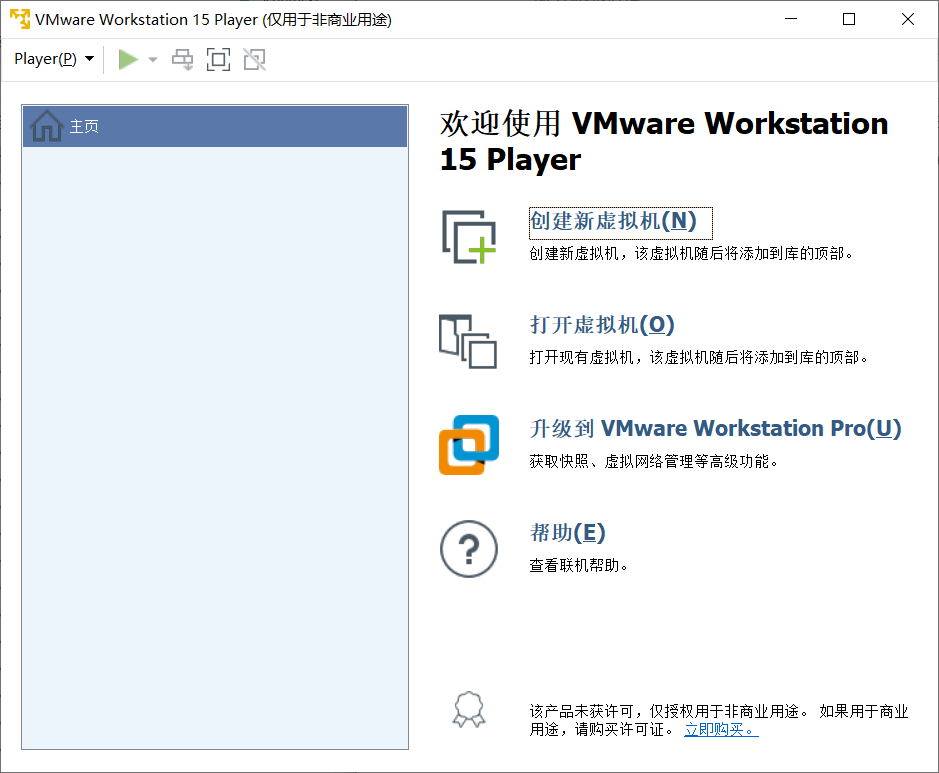 VMware Workstation 15 Player (仅用于非商业用途)
Player(P)
主页
欢迎使用 VMware Workstation
15 Player
创建新虚拟机(N)
创建新虚拟机，该虚拟机随后将添加到库的顶部。
打开虚拟机(O)
打开现有虚拟机，该虚拟机随后将添加到库的顶部。
升级到 VMware Workstation Pro(U)
获取快照、虚拟网络管理等高级功能。
帮助(E)
查看联机帮助。
该产品未获许可，仅授权用于非商业用途。 如果用于商业
用途，请购买许可证。 立即购买。